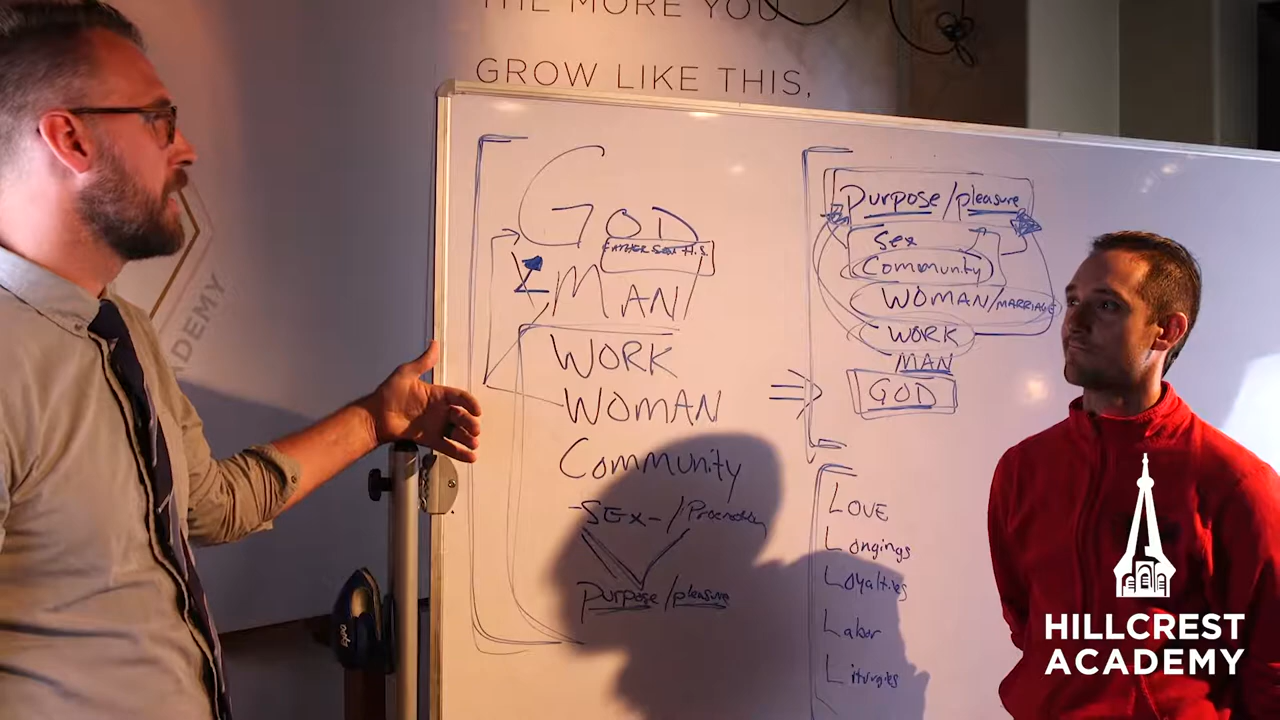 THE MORE YOU
GROW LIKE THIS,
ADEMY
GOD
FATHER SON H.S.
MAN
WORK
WOMAN
Community
-SEX-/
purpose/pleasure
purpose/pleasure
Sex
Community
WOMAN/MARRIAGE
WORK
MAN
GOD
LOVE
Longings
Loyalties
Labor
Liturgies
HILLCREST
ACADEMY